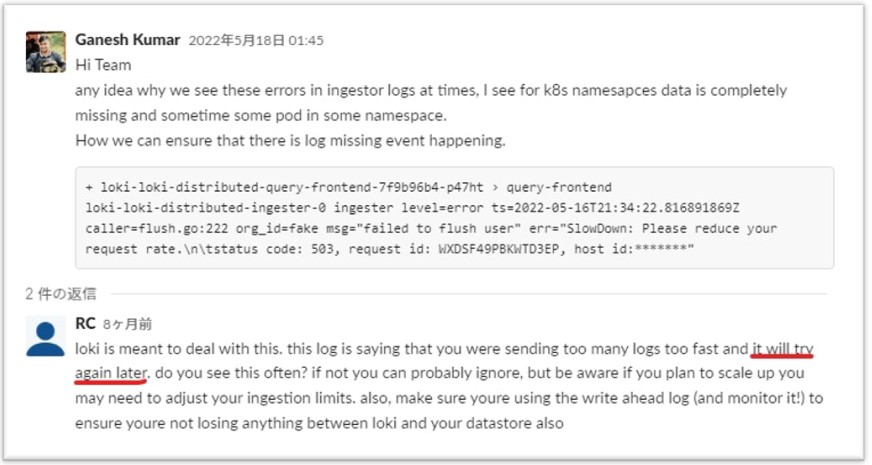 Ganesh Kumar 2022年5月18日 01:45
Hi Team
any idea why we see these errors in ingestor logs at times, I see for k8s namesapces data is completely
missing and sometime some pod in some namespace.
How we can ensure that there is log missing event happening.
+ loki-loki-distributed-query-frontend-7f9b96b4-p47ht › query-frontend
loki-loki-distributed-ingester-0 ingester level=error ts=2022-05-16T21:34:22.816891869Z
caller=flush.go:222 org_id=fake msg="failed to flush user" err="SlowDown: Please reduce your
request rate.\n\tstatus code: 503, request id: WXDSF49PBKWTD3EP, host id:*******"
2 件の返信
RC 8ヶ月前
loki is meant to deal with this. this log is saying that you were sending too many logs too fast and it will try
again later. do you see this often? if not you can probably ignore, but be aware if you plan to scale up you
may need to adjust your ingestion limits. also, make sure youre using the write ahead log (and monitor it!) to
ensure youre not losing anything between loki and your datastore also